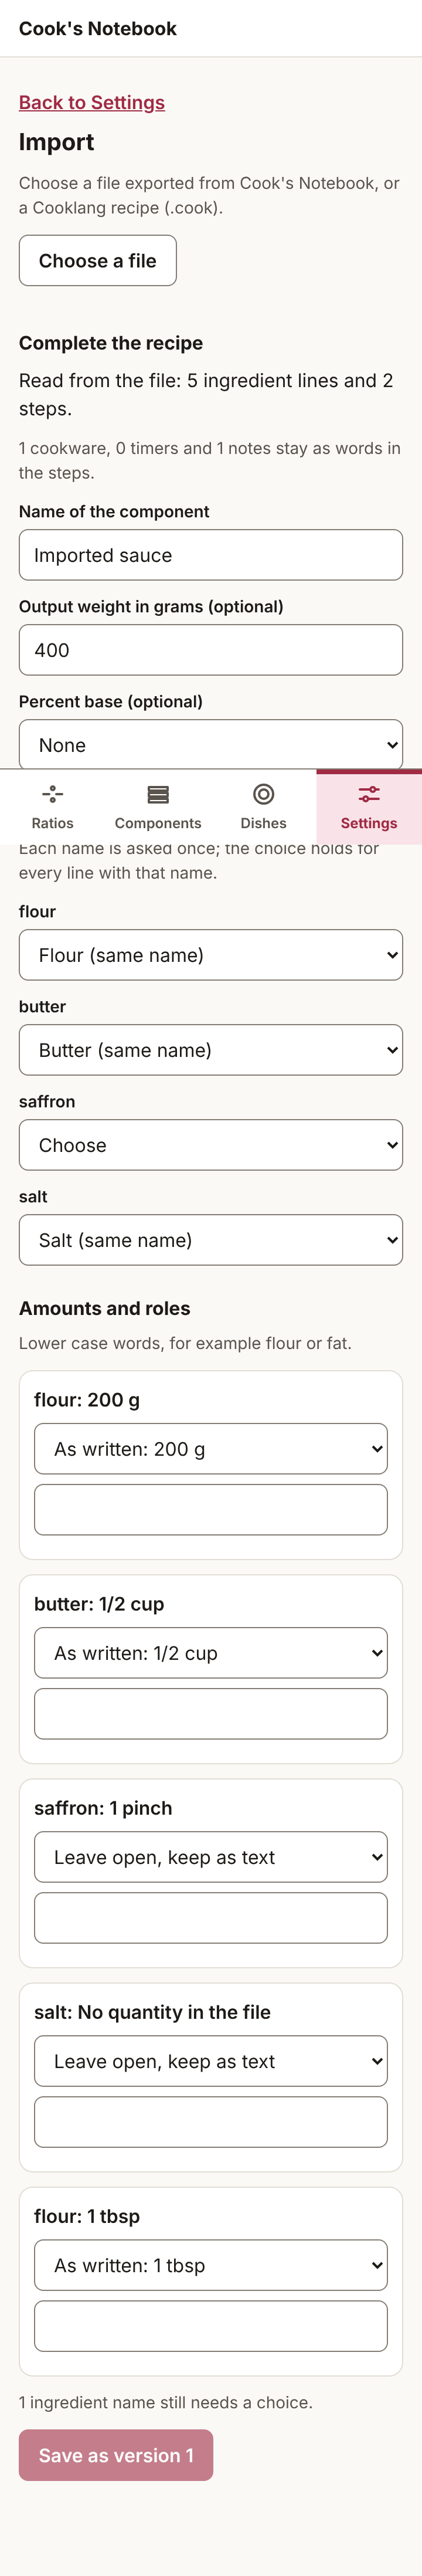 Cook's Notebook
Back to Settings
Import
Choose a file exported from Cook's Notebook, or
a Cooklang recipe (.cook).
Choose a file
Complete the recipe
Read from the file: 5 ingredient lines and 2
steps.
1 cookware, 0 timers and 1 notes stay as words in
the steps.
Name of the component
Imported sauce
Output weight in grams (optional)
400
Percent base (optional)
None
Ratios
Components
Dishes
Settings
Each name is asked once; the choice holds for
every line with that name.
flour
Flour (same name)
butter
Butter (same name)
saffron
Choose
salt
Salt (same name)
Amounts and roles
Lower case words, for example flour or fat.
flour: 200 g
As written: 200 g
butter: 1/2 cup
As written: 1/2 cup
saffron: 1 pinch
Leave open, keep as text
salt: No quantity in the file
Leave open, keep as text
flour: 1 tbsp
As written: 1 tbsp
1 ingredient name still needs a choice.
Save as version 1